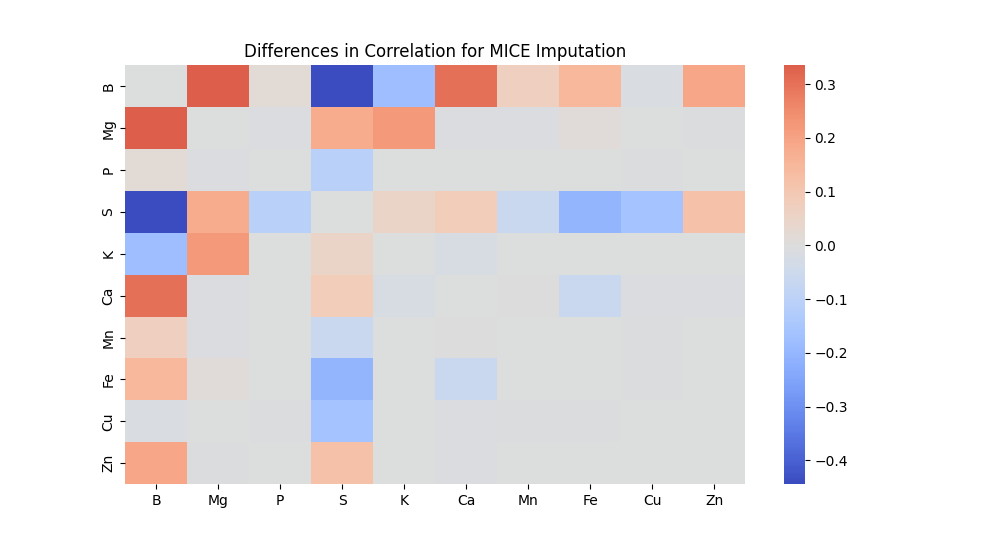 Differences in Correlation for MICE Imputation
B
Mg
P
S
K
Ca
Mn
Fe
Cu
Zn
B Mg P S K Ca Mn Fe Cu Zn
0.3
0.2
0.1
0.0
−0.1
−0.2
−0.3
−0.4